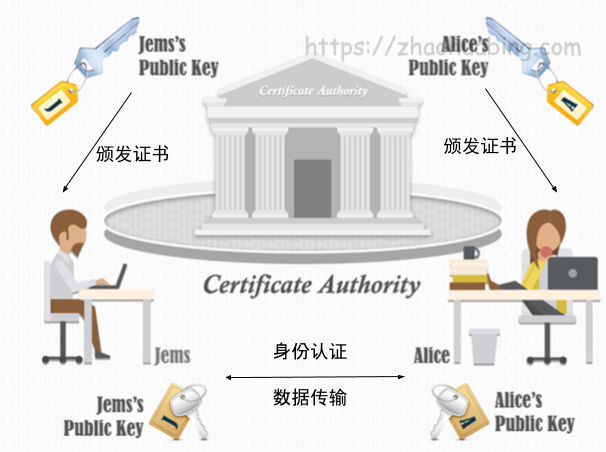 https://zhaohuabing.com
Jems's
Public Key
Alice's
Public Key
Certificate Authority
颁发证书
颁发证书
J
A
Certificate Authority
身份认证
Jems
Alice
数据传输
Jems's
Public Key
J
A
Alice's
Public Key